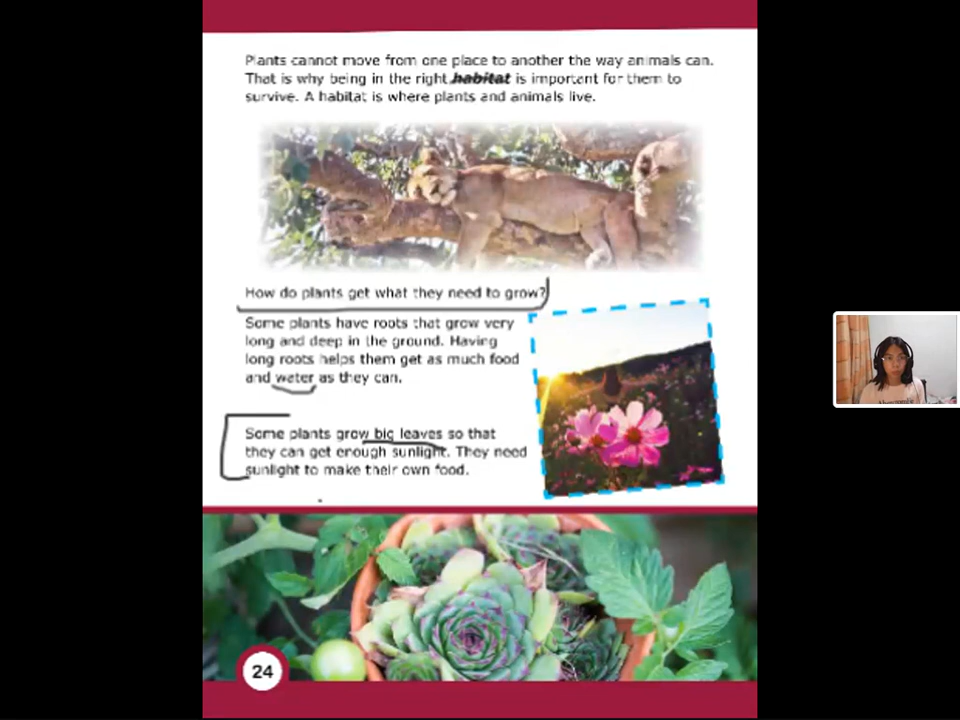 Plants cannot move from one place to another the way animals can.
That is why being in the right habitat is important for them to
survive. A habitat is where plants and animals live.
How do plants get what they need to grow?
Some plants have roots that grow very
long and deep in the ground. Having
long roots helps them get as much food
and water as they can.
Some plants grow big leaves so that
they can get enough sunlight. They need
sunlight to make their own food.
24